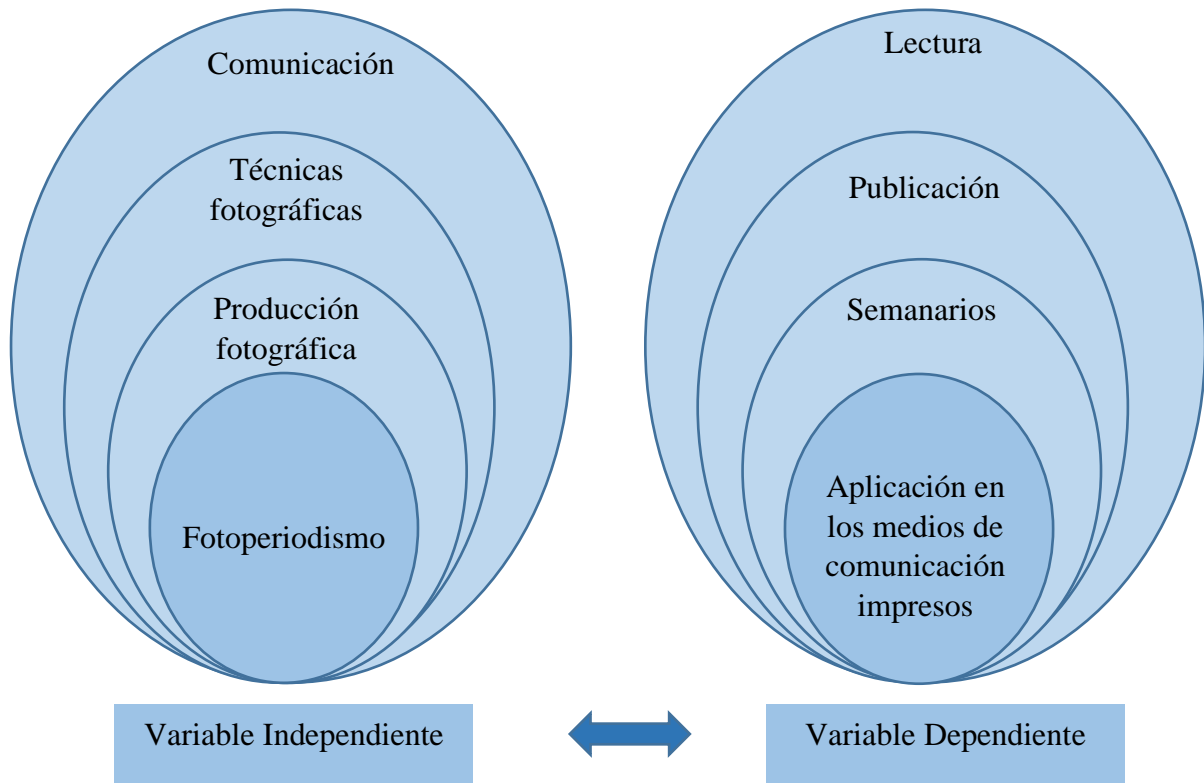 Comunicación
Técnicas
fotográficas
Producción
fotográfica
Fotoperiodismo
Variable Independiente
Lectura
Publicación
Semanarios
Aplicación en
los medios de
comunicación
impresos
Variable Dependiente